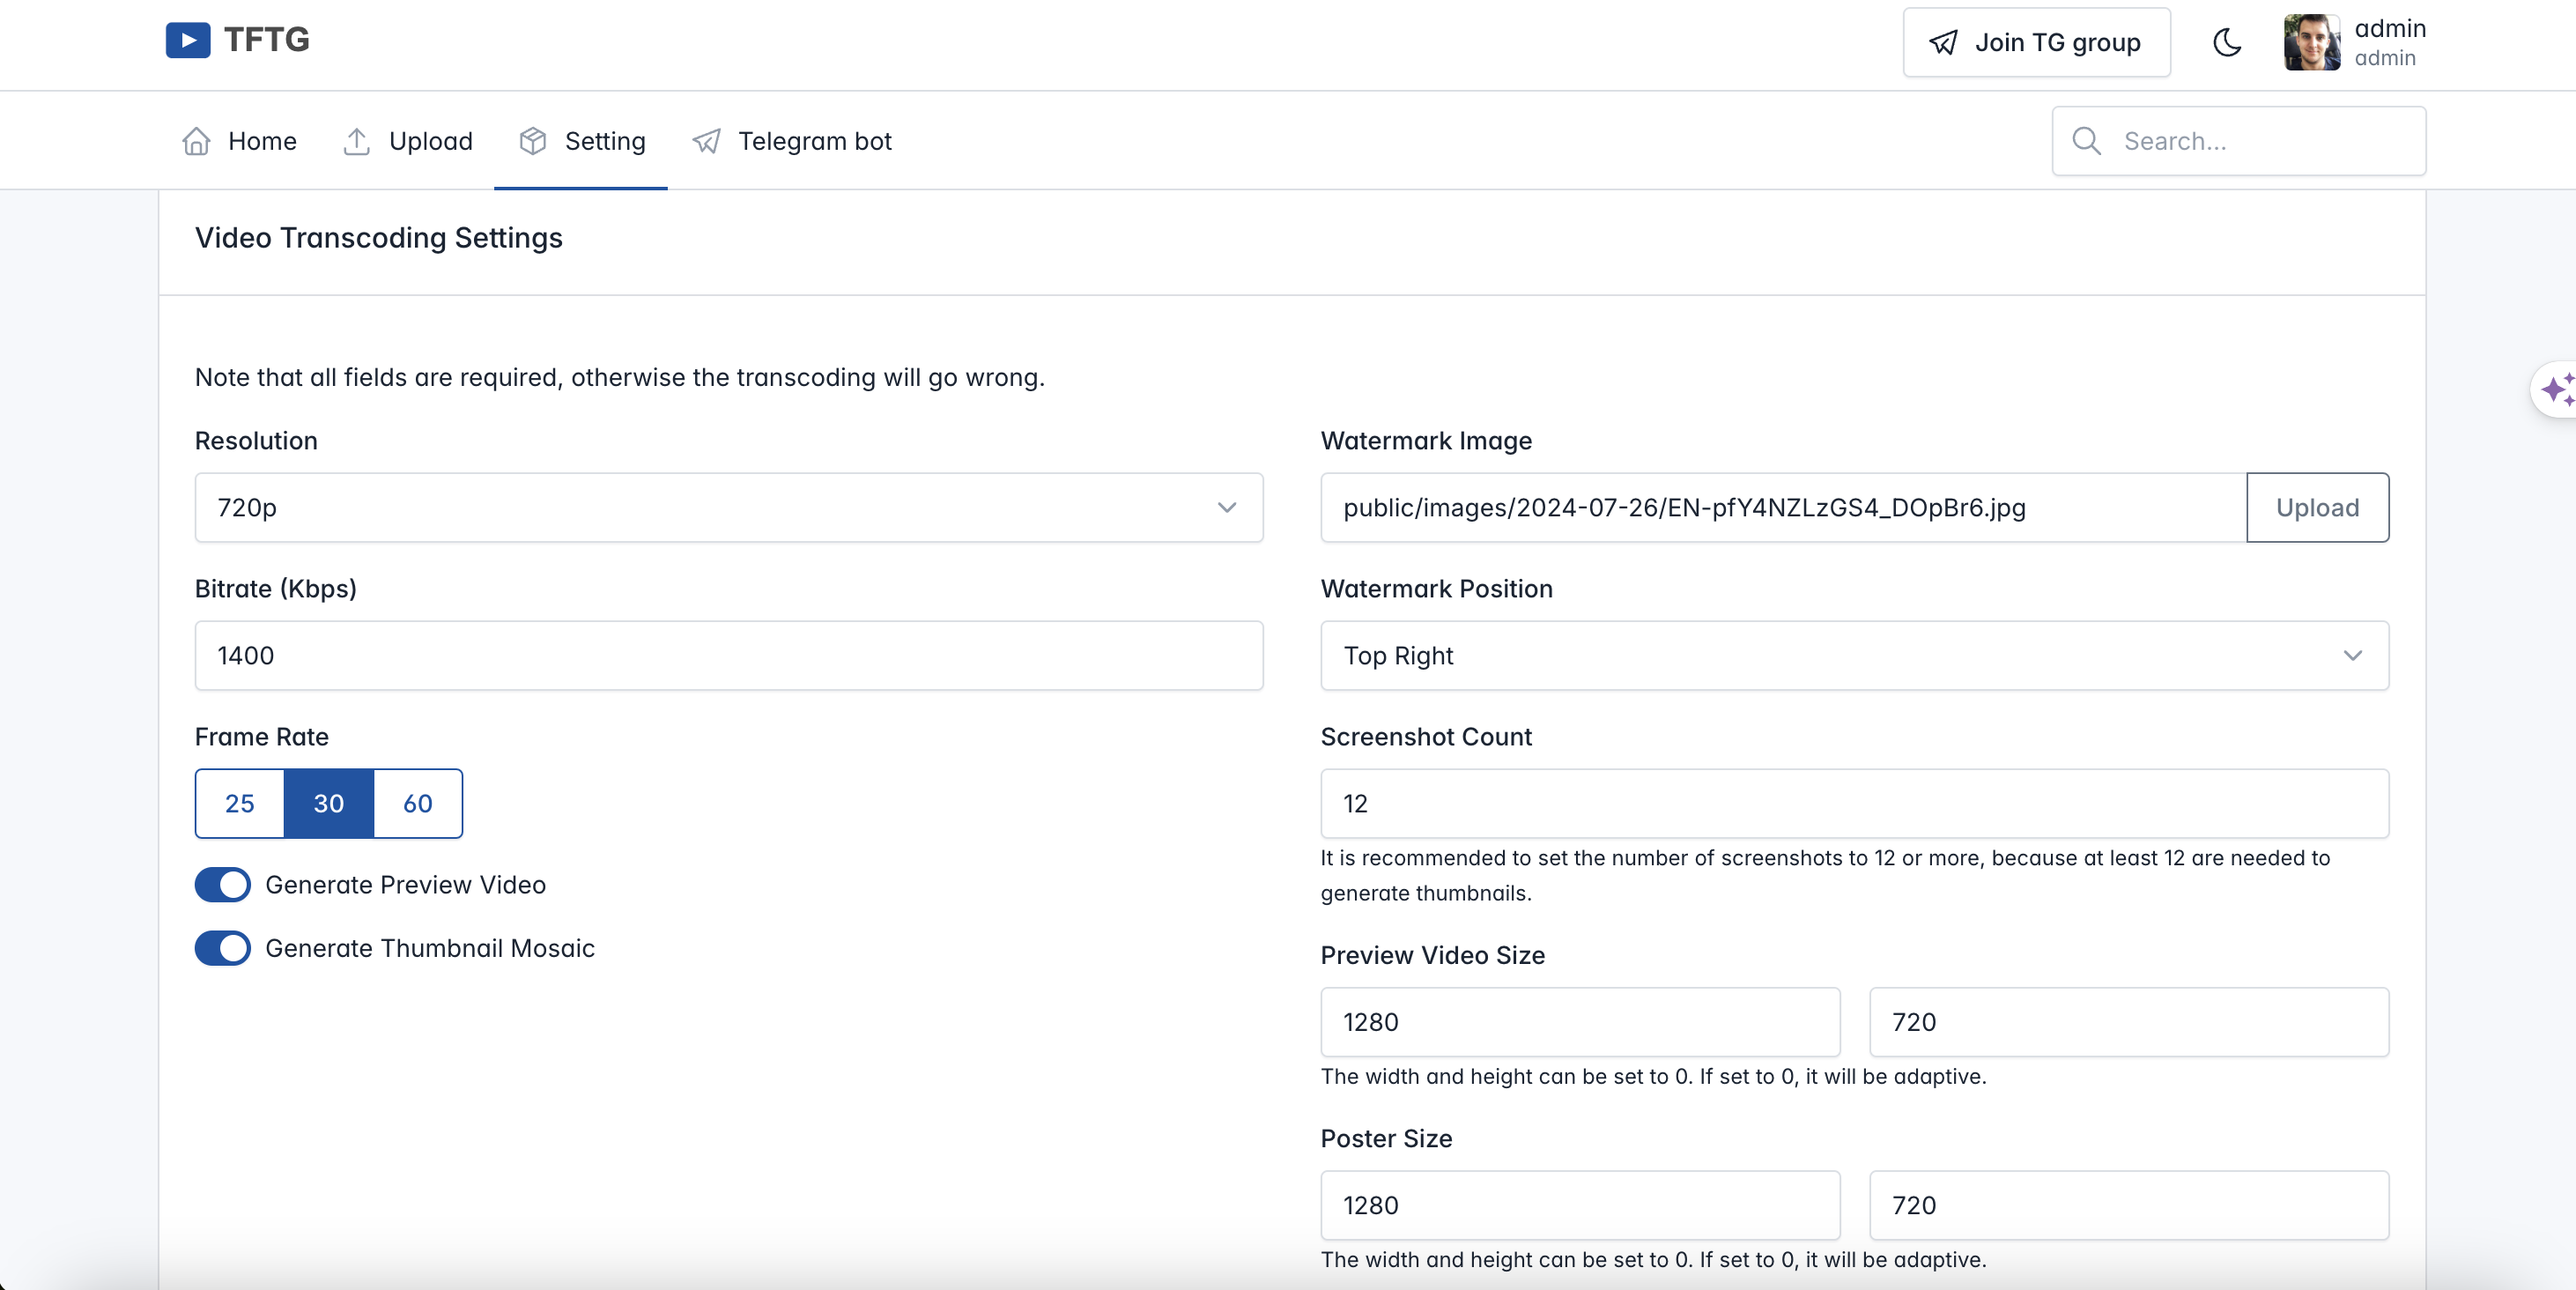 TFTG
Join TG group
admin
admin
Home
Upload
Setting
Telegram bot
Search...
Video Transcoding Settings
Note that all fields are required, otherwise the transcoding will go wrong.
Resolution
720p
Bitrate (Kbps)
1400
Frame Rate
25 30 60
Generate Preview Video
Generate Thumbnail Mosaic
Watermark Image
public/images/2024-07-26/EN-pfY4NZLzGS4_DOpBr6.jpg
Upload
Watermark Position
Top Right
Screenshot Count
12
It is recommended to set the number of screenshots to 12 or more, because at least 12 are needed to
generate thumbnails.
Preview Video Size
1280 720
The width and height can be set to 0. If set to 0, it will be adaptive.
Poster Size
1280 720
The width and height can be set to 0. If set to 0, it will be adaptive.